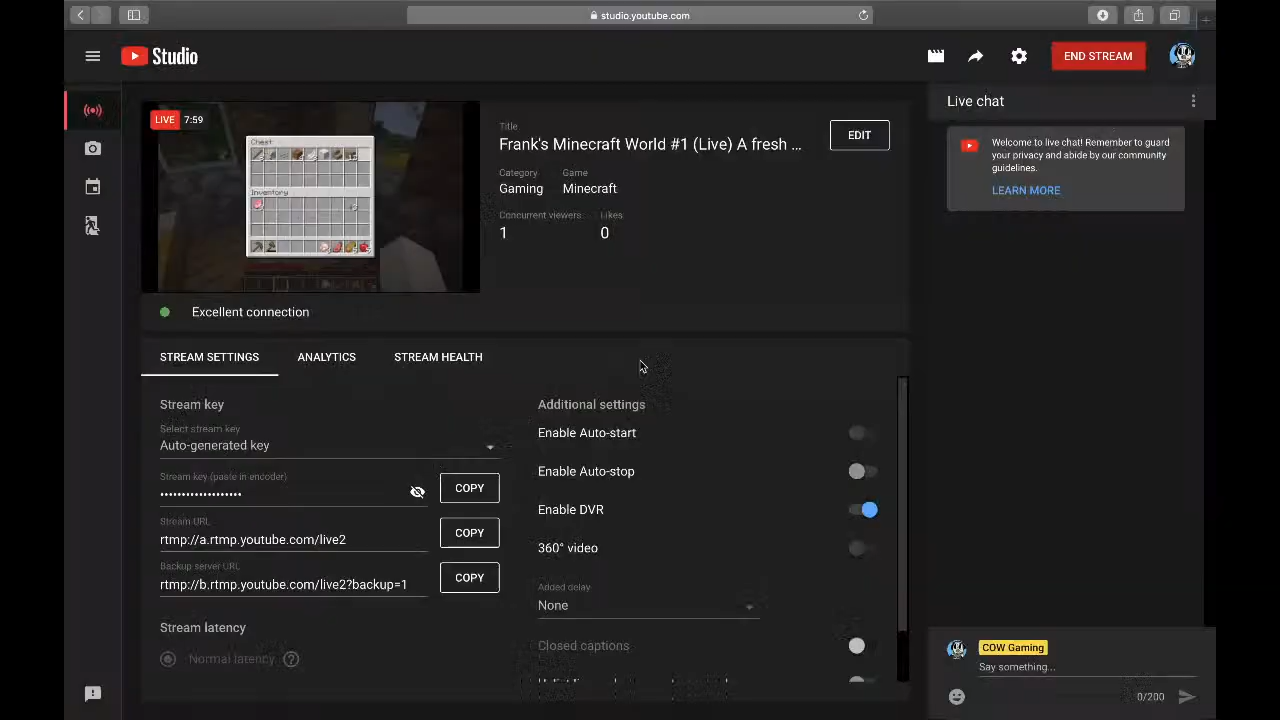 studio.youtube.com
Studio
END STREAM
LIVE 7:59
Chest
Inventory
Title
Frank's Minecraft World #1 (Live) A fresh ...
EDIT
Category Game
Gaming Minecraft
Concurrent viewers Likes
1 0
Excellent connection
Live chat
Welcome to live chat! Remember to guard
your privacy and abide by our community
guidelines.
LEARN MORE
STREAM SETTINGS ANALYTICS STREAM HEALTH
Stream key
Select stream key
Auto-generated key
Stream key (paste in encoder)
•••••••••••••••••••
COPY
Stream URL
rtmp://a.rtmp.youtube.com/live2
COPY
Backup server URL
rtmp://b.rtmp.youtube.com/live2?backup=1
COPY
Stream latency
Normal latency
Additional settings
Enable Auto-start
Enable Auto-stop
Enable DVR
360° video
Added delay
None
Closed captions
COW Gaming
Say something...
0/200